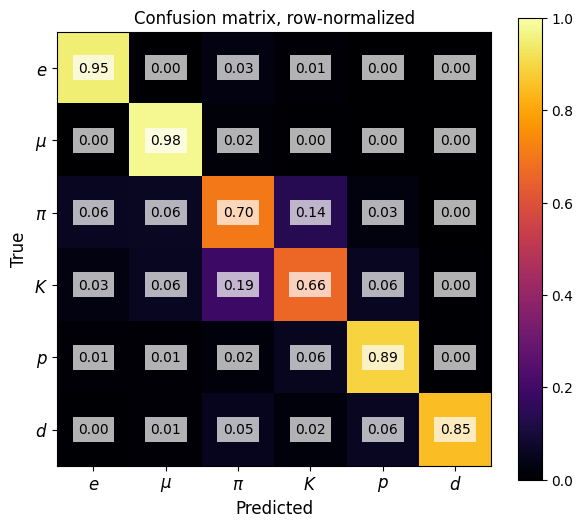 Confusion matrix, row-normalized
True
e 0.95 0.00 0.03 0.01 0.00 0.00
μ 0.00 0.98 0.02 0.00 0.00 0.00
π 0.06 0.06 0.70 0.14 0.03 0.00
K 0.03 0.06 0.19 0.66 0.06 0.00
p 0.01 0.01 0.02 0.06 0.89 0.00
d 0.00 0.01 0.05 0.02 0.06 0.85
e μ π K p d
Predicted
1.0
0.8
0.6
0.4
0.2
0.0